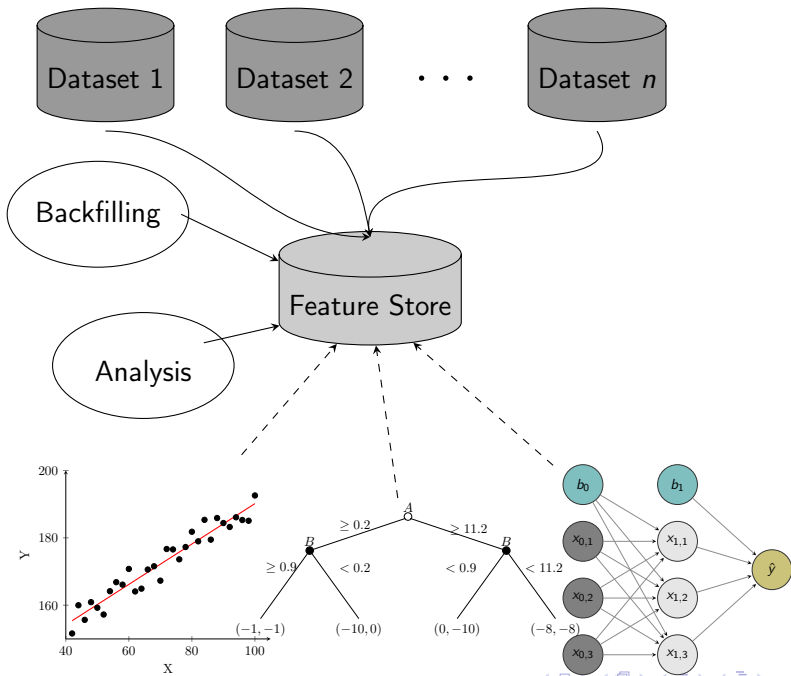 Dataset 1
Dataset 2
· · ·
Dataset n
Backfilling
Feature Store
Analysis
200
180
160
40
60
80
100
Y
X
A
≥ 0.2
≥ 11.2
B
B
≥ 0.9
< 0.2
< 0.9
< 11.2
(−1, −1)
(−10, 0)
(0, −10)
(−8, −8)
b₀
b₁
x₀,₁
x₁,₁
x₀,₂
x₁,₂
x₀,₃
x₁,₃
ŷ